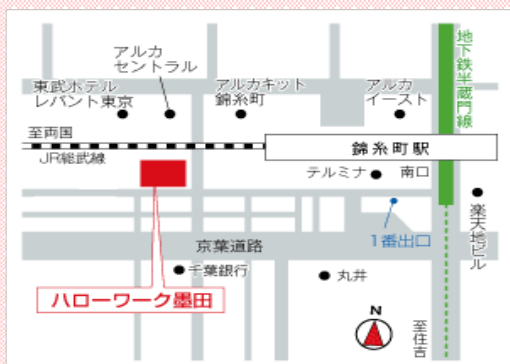 アルカ
セントラル
東武ホテル
レバント東京
アルカキット
錦糸町
アルカ
イースト
地下鉄半蔵門線
至両国
JR総武線
錦糸町駅
テルミナ
南口
1番出口
楽天地ビル
京葉道路
千葉銀行
丸井
ハローワーク墨田
N
至住吉